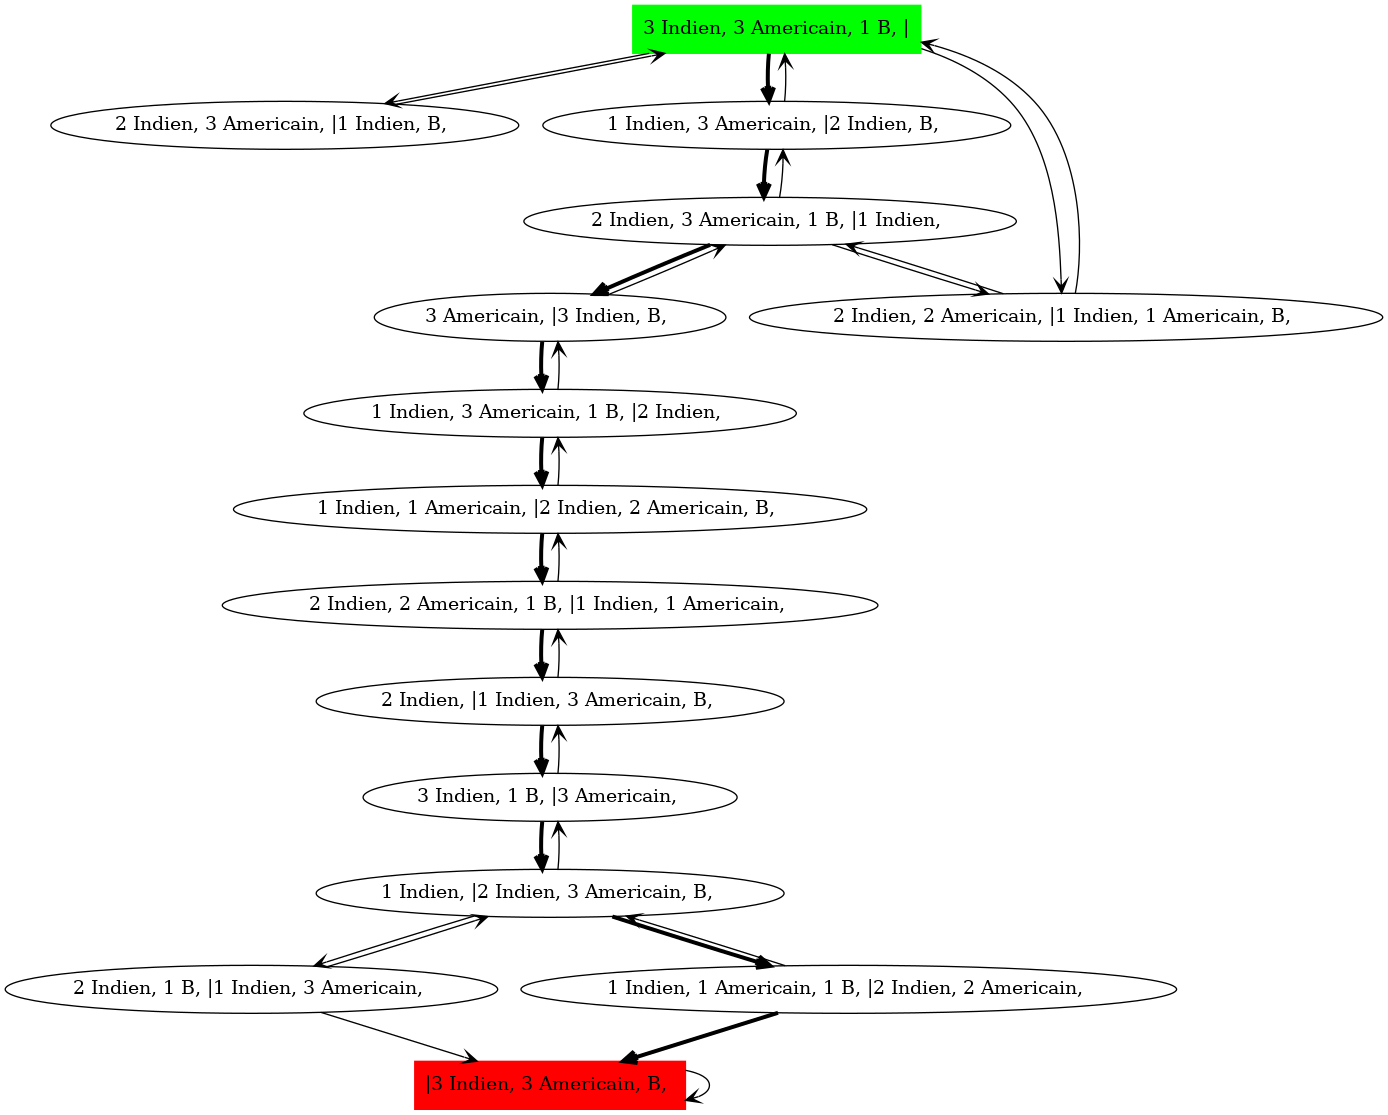 3 Indien, 3 Americain, 1 B, |
2 Indien, 3 Americain, |1 Indien, B,
1 Indien, 3 Americain, |2 Indien, B,
2 Indien, 3 Americain, 1 B, |1 Indien,
3 Americain, |3 Indien, B,
2 Indien, 2 Americain, |1 Indien, 1 Americain, B,
1 Indien, 3 Americain, 1 B, |2 Indien,
1 Indien, 1 Americain, |2 Indien, 2 Americain, B,
2 Indien, 2 Americain, 1 B, |1 Indien, 1 Americain,
2 Indien, |1 Indien, 3 Americain, B,
3 Indien, 1 B, |3 Americain,
1 Indien, |2 Indien, 3 Americain, B,
2 Indien, 1 B, |1 Indien, 3 Americain,
1 Indien, 1 Americain, 1 B, |2 Indien, 2 Americain,
|3 Indien, 3 Americain, B,